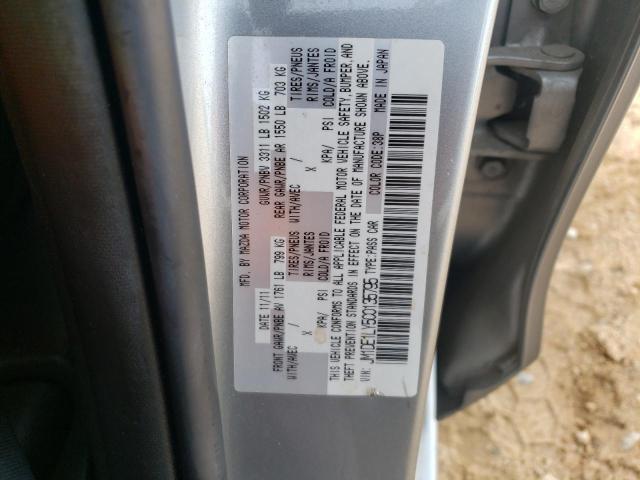 MFD. BY MAZDA MOTOR CORPORATION
DATE 11/11 GVWR/PNBV 3311 LB 1502 KG
FRONT GAWR/PNBE AV 1761 LB 799 KG REAR GAWR/PNBE AR 1550 LB 703 KG
WITH/AVEC / TIRES/PNEUS WITH/AVEC / TIRES/PNEUS
X RIMS/JANTES X RIMS/JANTES
KPA/ PSI COLD/A FROID KPA/ PSI COLD/A FROID
THIS VEHICLE CONFORMS TO ALL APPLICABLE FEDERAL MOTOR VEHICLE SAFETY, BUMPER, AND
THEFT PREVENTION STANDARDS IN EFFECT ON THE DATE OF MANUFACTURE SHOWN ABOVE.
VIN: JM1DE1LY5C0135795 TYPE:PASS CAR COLOR CODE:38P MADE IN JAPAN